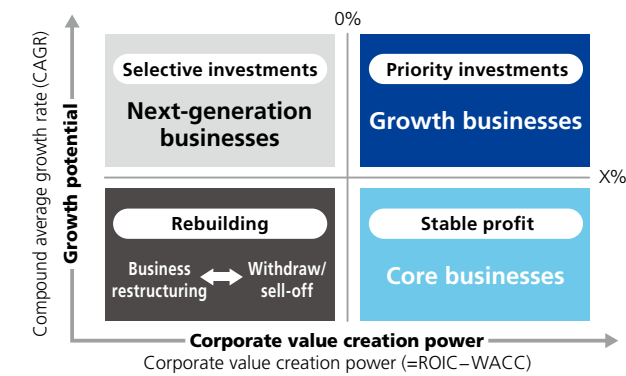 0%
Selective investments
Next-generation
businesses
Priority investments
Growth businesses
X%
Rebuilding
Business
restructuring
Withdraw/
sell-off
Stable profit
Core businesses
Compound average growth rate (CAGR)
Growth potential
Corporate value creation power
Corporate value creation power (=ROIC−WACC)